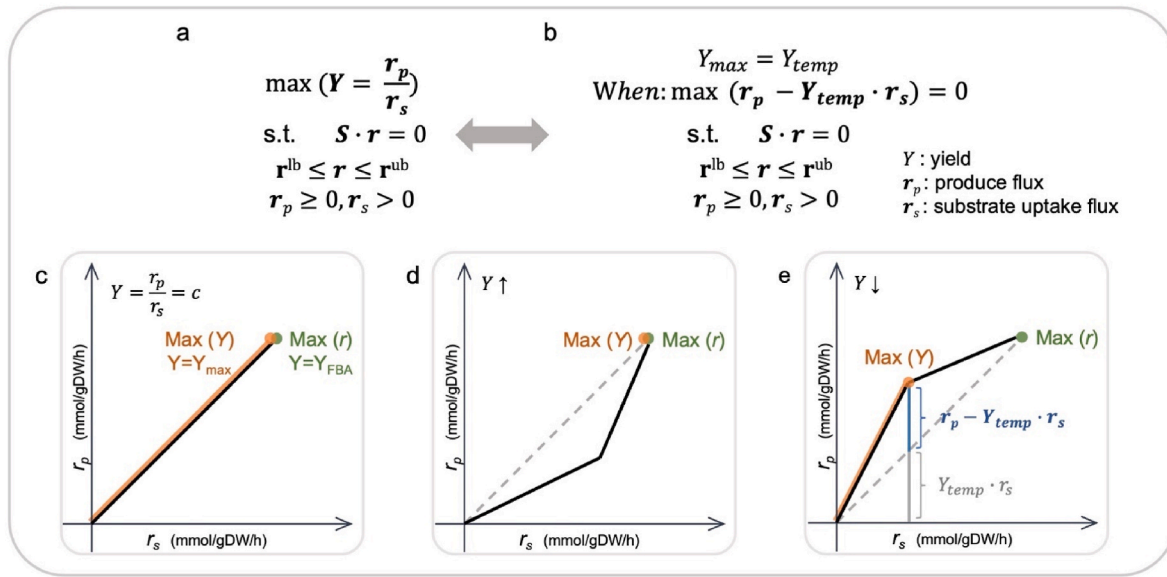 a
max (Y = r_p / r_s)
s.t. S · r = 0
r^lb ≤ r ≤ r^ub
r_p ≥ 0, r_s > 0
b
Y_max = Y_temp
When: max (r_p − Y_temp · r_s) = 0
s.t. S · r = 0
r^lb ≤ r ≤ r^ub
r_p ≥ 0, r_s > 0
Y : yield
r_p : produce flux
r_s : substrate uptake flux
c
Y = r_p / r_s = c
Max (Y)
Y=Y_max
Max (r)
Y=Y_FBA
r_p (mmol/gDW/h)
r_s (mmol/gDW/h)
d
Y ↑
Max (Y)
Max (r)
r_p (mmol/gDW/h)
r_s (mmol/gDW/h)
e
Y ↓
Max (Y)
Max (r)
r_p − Y_temp · r_s
Y_temp · r_s
r_p (mmol/gDW/h)
r_s (mmol/gDW/h)